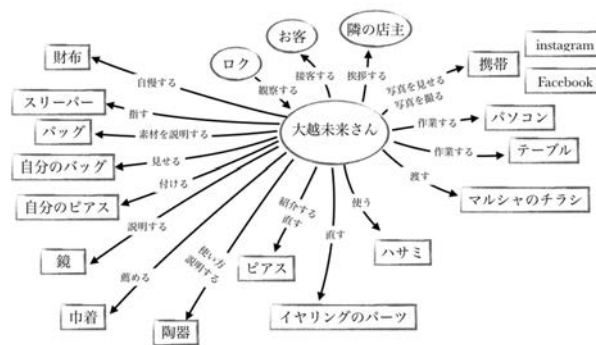 お客
隣の店主
ロク
財布
携帯
instagram
Facebook
自慢する
観察する
接客する
挨拶する
写真を見せる
写真を撮る
スリーパー
指す
大越未来さん
作業する
パソコン
バッグ
素材を説明する
作業する
テーブル
自分のバッグ
見せる
渡す
マルシャのチラシ
自分のピアス
付ける
説明する
紹介する
直す
使う
鏡
薦める
使い方
説明する
直す
ピアス
ハサミ
巾着
陶器
イヤリングのパーツ